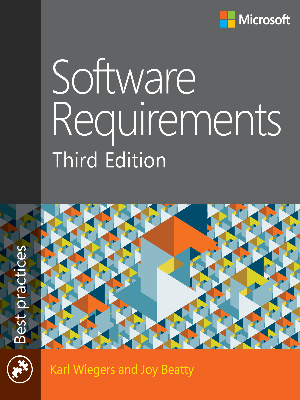 Microsoft
Software
Requirements
Third Edition
Best practices
Karl Wiegers and Joy Beatty